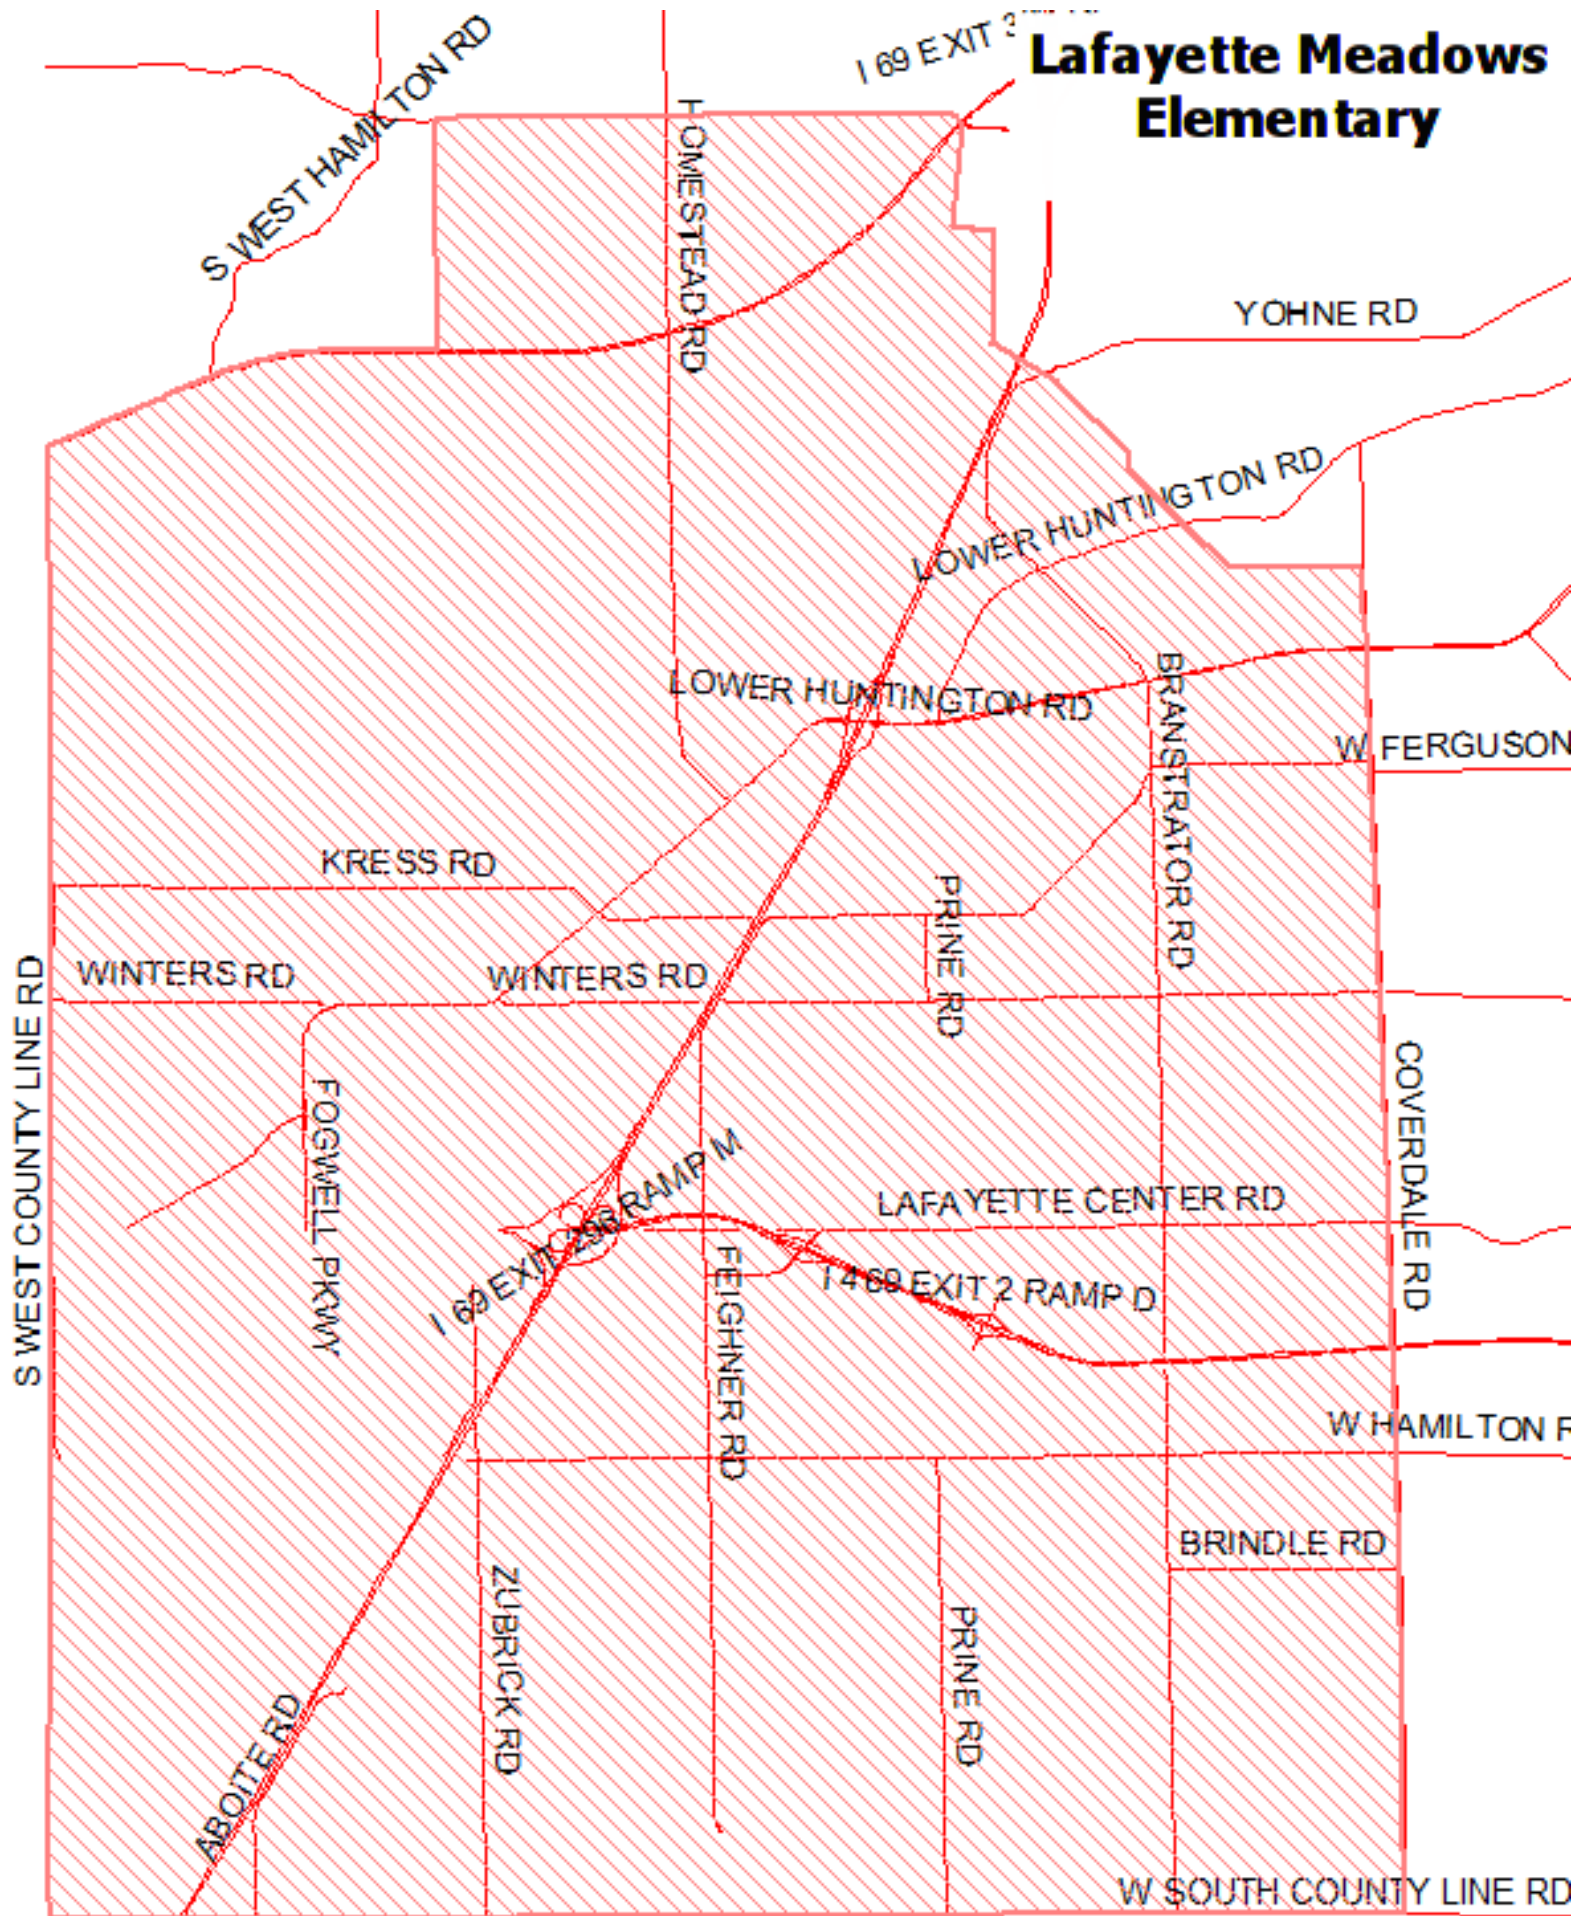 Lafayette Meadows
Elementary
I 69 EXIT
S WEST HAMILTON RD
HOMESTEAD RD
YOHNE RD
LOWER HUNTINGTON RD
LOWER HUNTINGTON RD
BRANSTRATOR RD
W FERGUSON
KRESS RD
PRINE RD
WINTERS RD
WINTERS RD
S WEST COUNTY LINE RD
FOGWELL PKWY
COVERDALE RD
I 69 EXIT 296 RAMP M
LAFAYETTE CENTER RD
FEIGHNER RD
I 469 EXIT 2 RAMP D
W HAMILTON R
BRINDLE RD
ZUBRICK RD
PRINE RD
ABOITE RD
W SOUTH COUNTY LINE RD